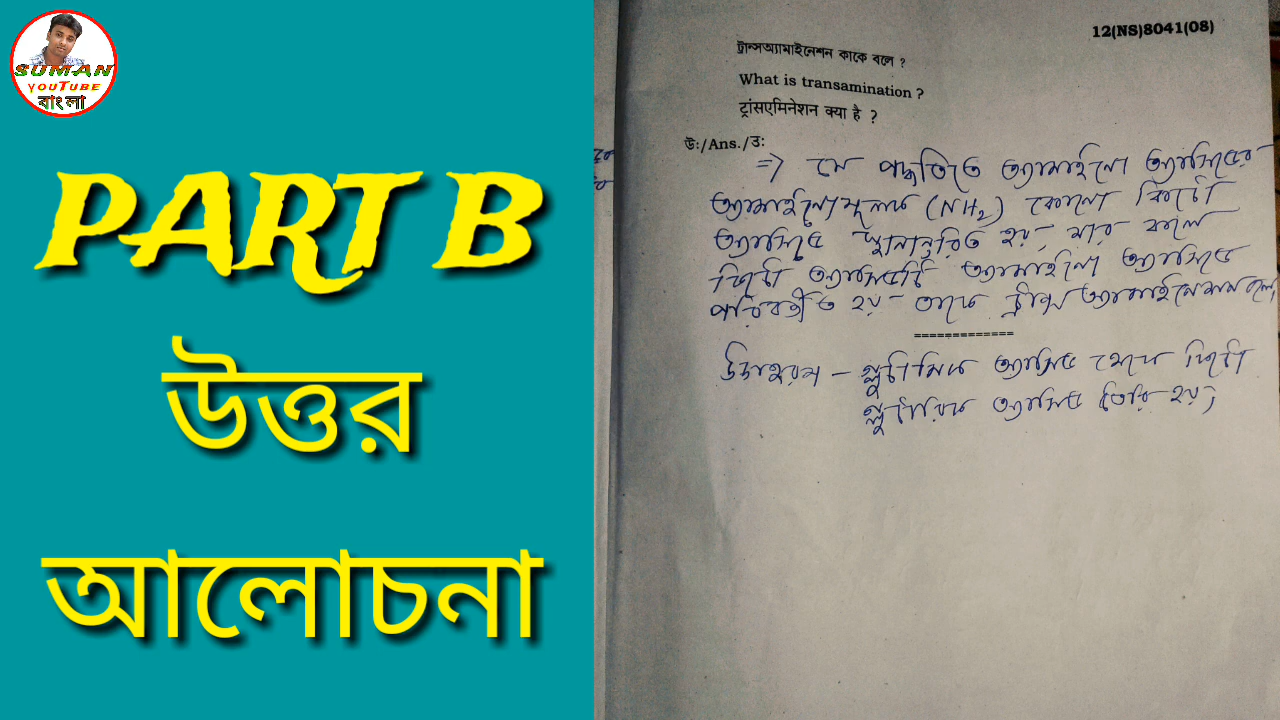 SUMAN
YOUTUBE
বাংলা
PART B
উত্তর
আলোচনা
12(NS)8041(08)
ট্রান্সঅ্যামাইনেশন কাকে বলে ?
What is transamination ?
ट्रांसएमिनेशन क्या है ?
উ:/Ans./उ:
=> যে পদ্ধতিতে অ্যামাইনো অ্যাসিডের
অ্যামাইনোমূলক (NH₂) কোনো কিটো
অ্যাসিডে স্থানান্তরিত হয়, যার ফলে
কিটো অ্যাসিডটি অ্যামাইনো অ্যাসিডে
পরিবর্তীত হয় তাকে ট্রান্স অ্যামাইনেশান বলে।
উদাহরণ - গ্লুটামিক অ্যাসিড থেকে কিটো
গ্লুটারিক অ্যাসিড তৈরি হয়;